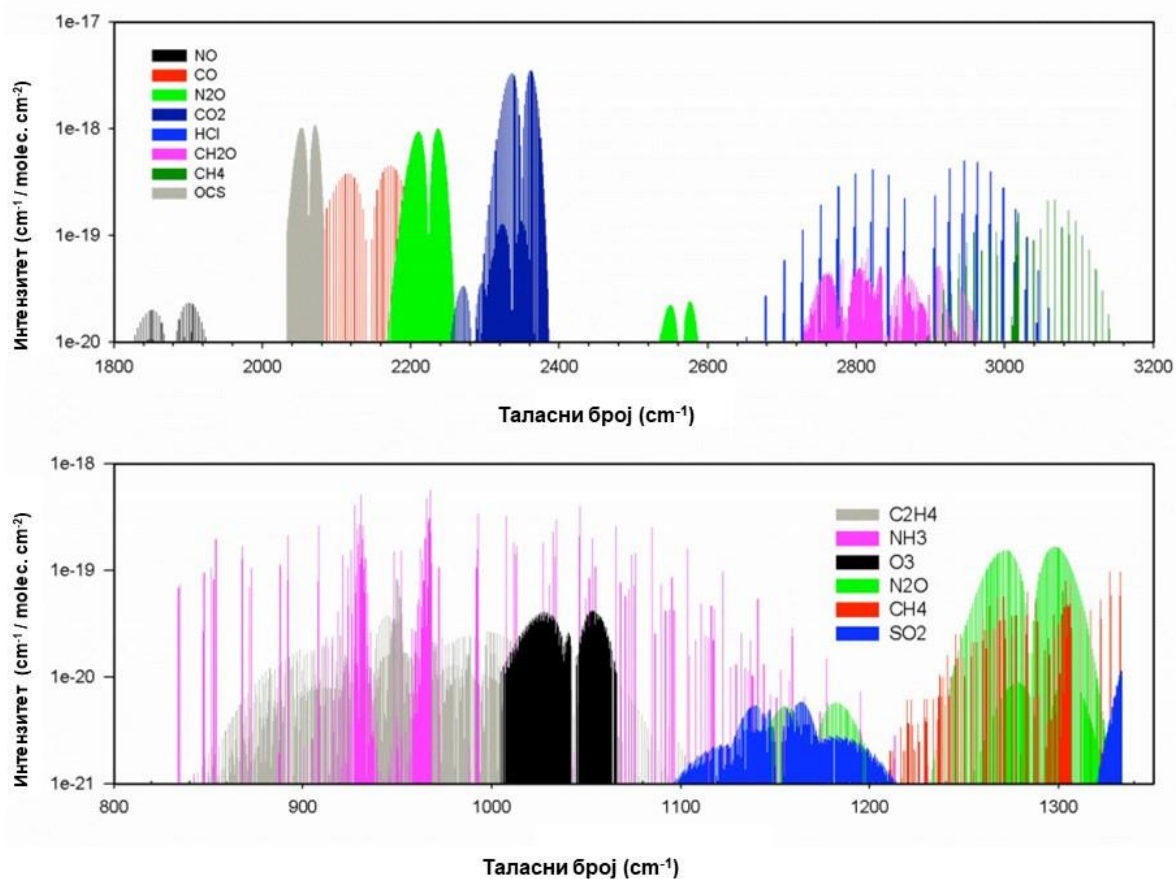 1e-17
1e-18
1e-19
1e-20
Интензитет (cm-1 / molec. cm-2)
NO
CO
N2O
CO2
HCl
CH2O
CH4
OCS
1800 2000 2200 2400 2600 2800 3000 3200
Таласни број (cm-1)
1e-18
1e-19
1e-20
1e-21
Интензитет (cm-1 / molec. cm-2)
C2H4
NH3
O3
N2O
CH4
SO2
800 900 1000 1100 1200 1300
Таласни број (cm-1)